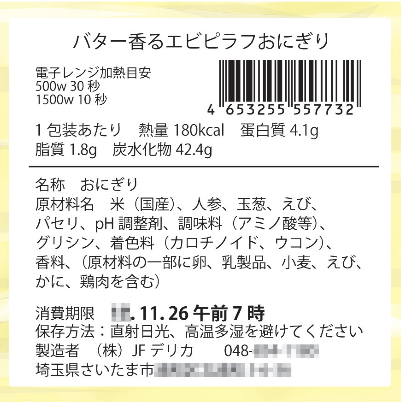 バター香るエビピラフおにぎり
電子レンジ加熱目安
500w 30 秒
1500w 10 秒
4 653255 557732
1 包装あたり 熱量 180kcal 蛋白質 4.1g
脂質 1.8g 炭水化物 42.4g
名称 おにぎり
原材料名 米（国産）、人参、玉葱、えび、
パセリ、pH 調整剤、調味料（アミノ酸等）、
グリシン、着色料（カロチノイド、ウコン）、
香料、（原材料の一部に卵、乳製品、小麦、えび、
かに、鶏肉を含む）
消費期限 . 11. 26 午前 7 時
保存方法：直射日光、高温多湿を避けてください
製造者 （株）JF デリカ 048-
埼玉県さいたま市